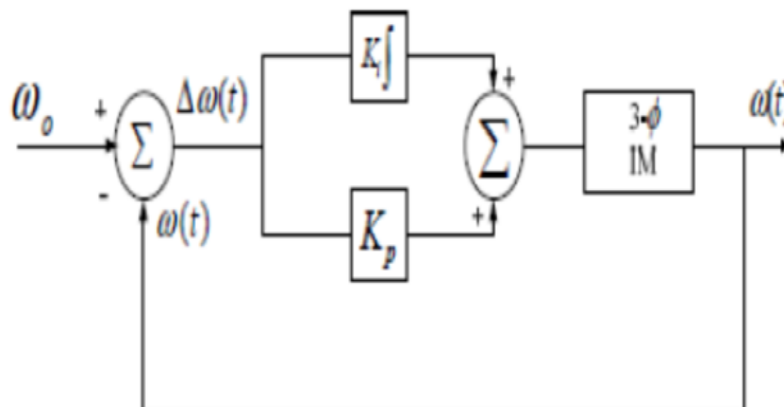 K_i∫
ω_o
+
Δω(t)
+
Σ
Σ
3-ϕ
IM
ω(t)
-
ω(t)
+
K_p